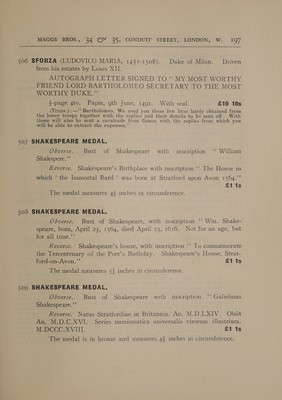 MAGGS BROS., 34 & 35, CONDUIT STREET, LONDON, W. 197
506 SFORZA (LUDOVICO MARIA, 1451-1508). Duke of Milan. Driven
from his estates by Louis XII.
AUTOGRAPH LETTER SIGNED TO "MY MOST WORTHY
FRIEND LORD BARTHOLOMEO SECRETARY TO THE MOST
WORTHY DUKE."
½-page 4to. Papie, 9th June, 1491. With seal. £10 10s
(Trans.) :—"Bartholomeo. We send you these few lines lately obtained from
the lower troops together with the replies and their details to be sent off. With
these will also be sent a cavalcade from Genoa with the replies from which you
will be able to extract the expenses."
507 SHAKESPEARE MEDAL.
Obverse. Bust of Shakespeare with inscription "William
Shakspere."
Reverse. Shakespeare's Birthplace with inscription "The House in
which 'the Immortal Bard' was born at Stratford upon Avon 1564."
£1 1s
The medal measures 4½ inches in circumference.
508 SHAKESPEARE MEDAL.
Obverse. Bust of Shakespeare, with inscription "Wm. Shake-
speare, born, April 23, 1564, died April 23, 1616. Not for an age, but
for all time."
Reverse. Shakespeare's house, with inscription "To commemorate
the Tercentenary of the Poet's Birthday. Shakespeare's House, Strat-
ford-on-Avon." £1 1s
The medal measures 5½ inches in circumference.
509 SHAKESPEARE MEDAL.
Obverse. Bust of Shakespeare with inscription "Gulielmus
Shakespeare."
Reverse. Natus Stratfordiae in Britannia, An. M.D.LXIV. Obiit
An. M.D.C.XVI. Series numismatica universalis virorum illustrium.
M.DCCC.XVIII. £1 1s
The medal is in bronze and measures 4½ inches in circumference.